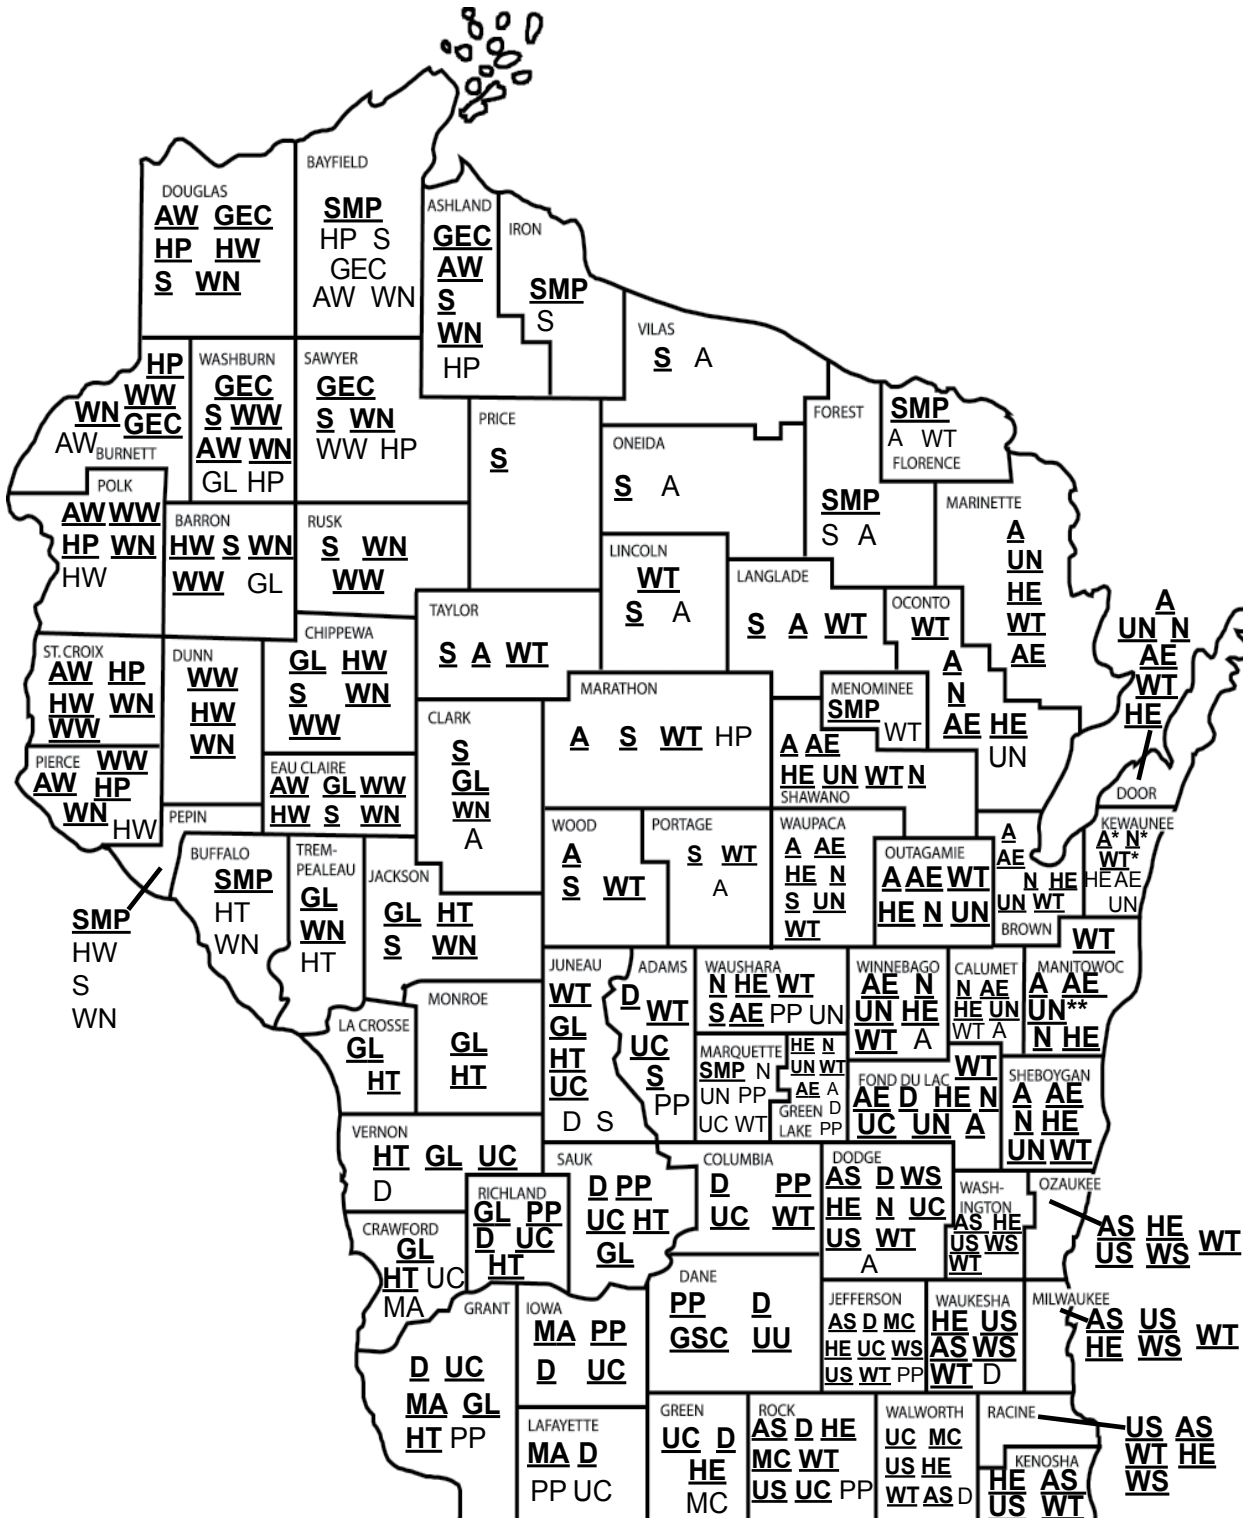 DOUGLAS
AW GEC
HP HW
S WN
BAYFIELD
SMP
HP S
GEC
AW WN
ASHLAND
GEC
AW
S
WN
HP
IRON
SMP
S
VILAS
S A
HP
WW
WN GEC
AW BURNETT
WASHBURN
GEC
S WW
AW WN
GL HP
SAWYER
GEC
S WN
WW HP
PRICE
S
ONEIDA
S A
FOREST
SMP
S A
SMP
A WT
FLORENCE
MARINETTE
A
UN
HE
WT
AE
POLK
AW WW
HP WN
HW
BARRON
HW S WN
WW GL
RUSK
S WN
WW
LINCOLN
WT
S A
LANGLADE
S A WT
OCONTO
WT
A
N
AE HE
UN
A
UN N
AE
WT
HE
DOOR
TAYLOR
S A WT
CHIPPEWA
GL HW
S WN
WW
ST. CROIX
AW HP
HW WN
WW
DUNN
WW
HW
WN
MARATHON
A S WT HP
MENOMINEE
SMP WT
A AE
HE UN WT N
SHAWANO
CLARK
S
GL
WN
A
PIERCE WW
AW HP
WN HW
EAU CLAIRE
AW GL WW
HW S WN
PEPIN
SMP
HW
S
WN
BUFFALO
SMP
HT
WN
TREM-
PEALEAU
GL
WN
HT
JACKSON
GL HT
S WN
WOOD
A
S WT
PORTAGE
S WT
A
WAUPACA
A AE
HE N
S UN
WT
OUTAGAMIE
A AE WT
HE N UN
A
AE
N HE
UN WT
BROWN
KEWAUNEE
A* N*
WT*
HE AE
UN
JUNEAU
WT
GL
HT
UC
D S
ADAMS
D
WT
UC
S
PP
WAUSHARA
N HE WT
S AE PP UN
WINNEBAGO
AE N
UN HE
WT A
CALUMET
N AE
HE UN
WT A
WT
MANITOWOC
A AE
UN**
N HE
MONROE
GL
HT
LA CROSSE
GL
HT
MARQUETTE
SMP N
UN PP
UC WT
HE N
UN WT
AE A
GREEN D
LAKE PP
WT
FOND DU LAC
AE D HE N
UC UN A
SHEBOYGAN
A AE
N HE
UN WT
VERNON
HT GL UC
D
RICHLAND
GL PP
D UC
HT
SAUK
D PP
UC HT
GL
COLUMBIA
D PP
UC WT
DODGE
AS D WS
HE N UC
US WT
A
WASH-
INGTON
AS HE
US WS
WT
OZAUKEE
AS HE
US WS WT
CRAWFORD
GL
HT UC
MA
GRANT
D UC
MA GL
HT PP
IOWA
MA PP
D UC
DANE
PP D
GSC UU
JEFFERSON
AS D MC
HE UC WS
US WT PP
WAUKESHA
HE US
AS WS
WT D
MILWAUKEE
AS US
HE WS WT
LAFAYETTE
MA D
PP UC
GREEN
UC D
HE
MC
ROCK
AS D HE
MC WT
US UC PP
WALWORTH
UC MC
US HE
WT AS D
RACINE
US AS
WT HE
WS
KENOSHA
HE AS
US WT